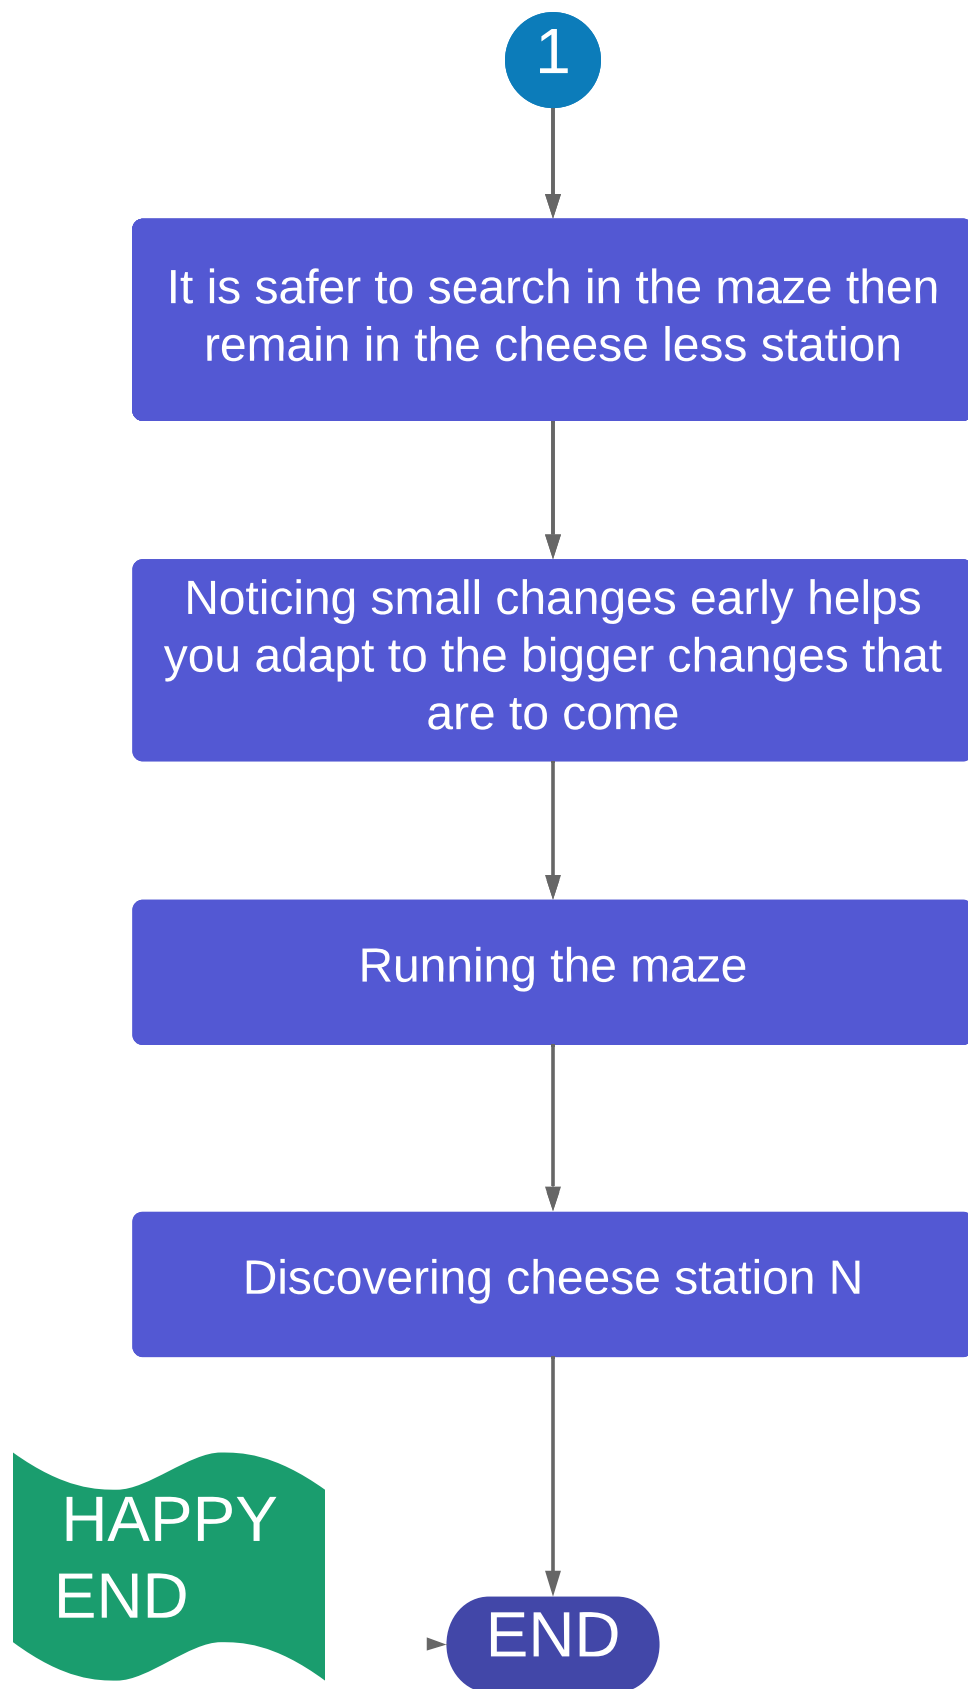 1
It is safer to search in the maze then
remain in the cheese less station
Noticing small changes early helps
you adapt to the bigger changes that
are to come
Running the maze
Discovering cheese station N
HAPPY
END
END